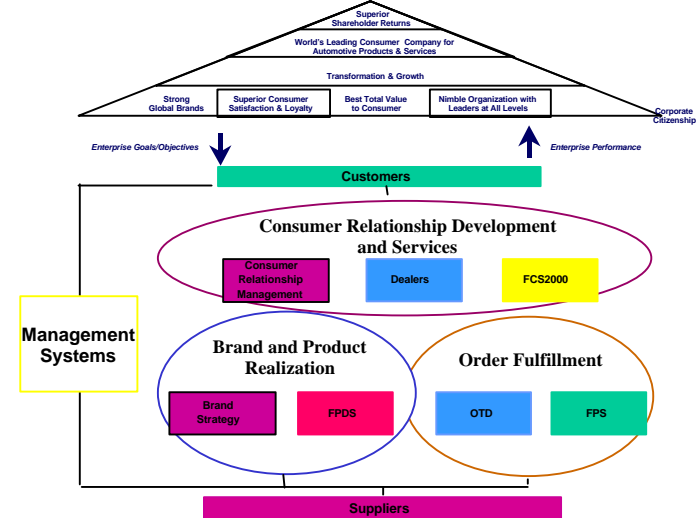 Superior
Shareholder Returns
World's Leading Consumer Company for
Automotive Products & Services
Transformation & Growth
Strong
Global Brands
Superior Consumer
Satisfaction & Loyalty
Best Total Value
to Consumer
Nimble Organization with
Leaders at All Levels
Corporate
Citizenship
Enterprise Goals/Objectives
Enterprise Performance
Customers
Consumer Relationship Development
and Services
Consumer
Relationship
Management
Dealers
FCS2000
Management
Systems
Brand and Product
Realization
Order Fulfillment
Brand
Strategy
FPDS
OTD
FPS
Suppliers